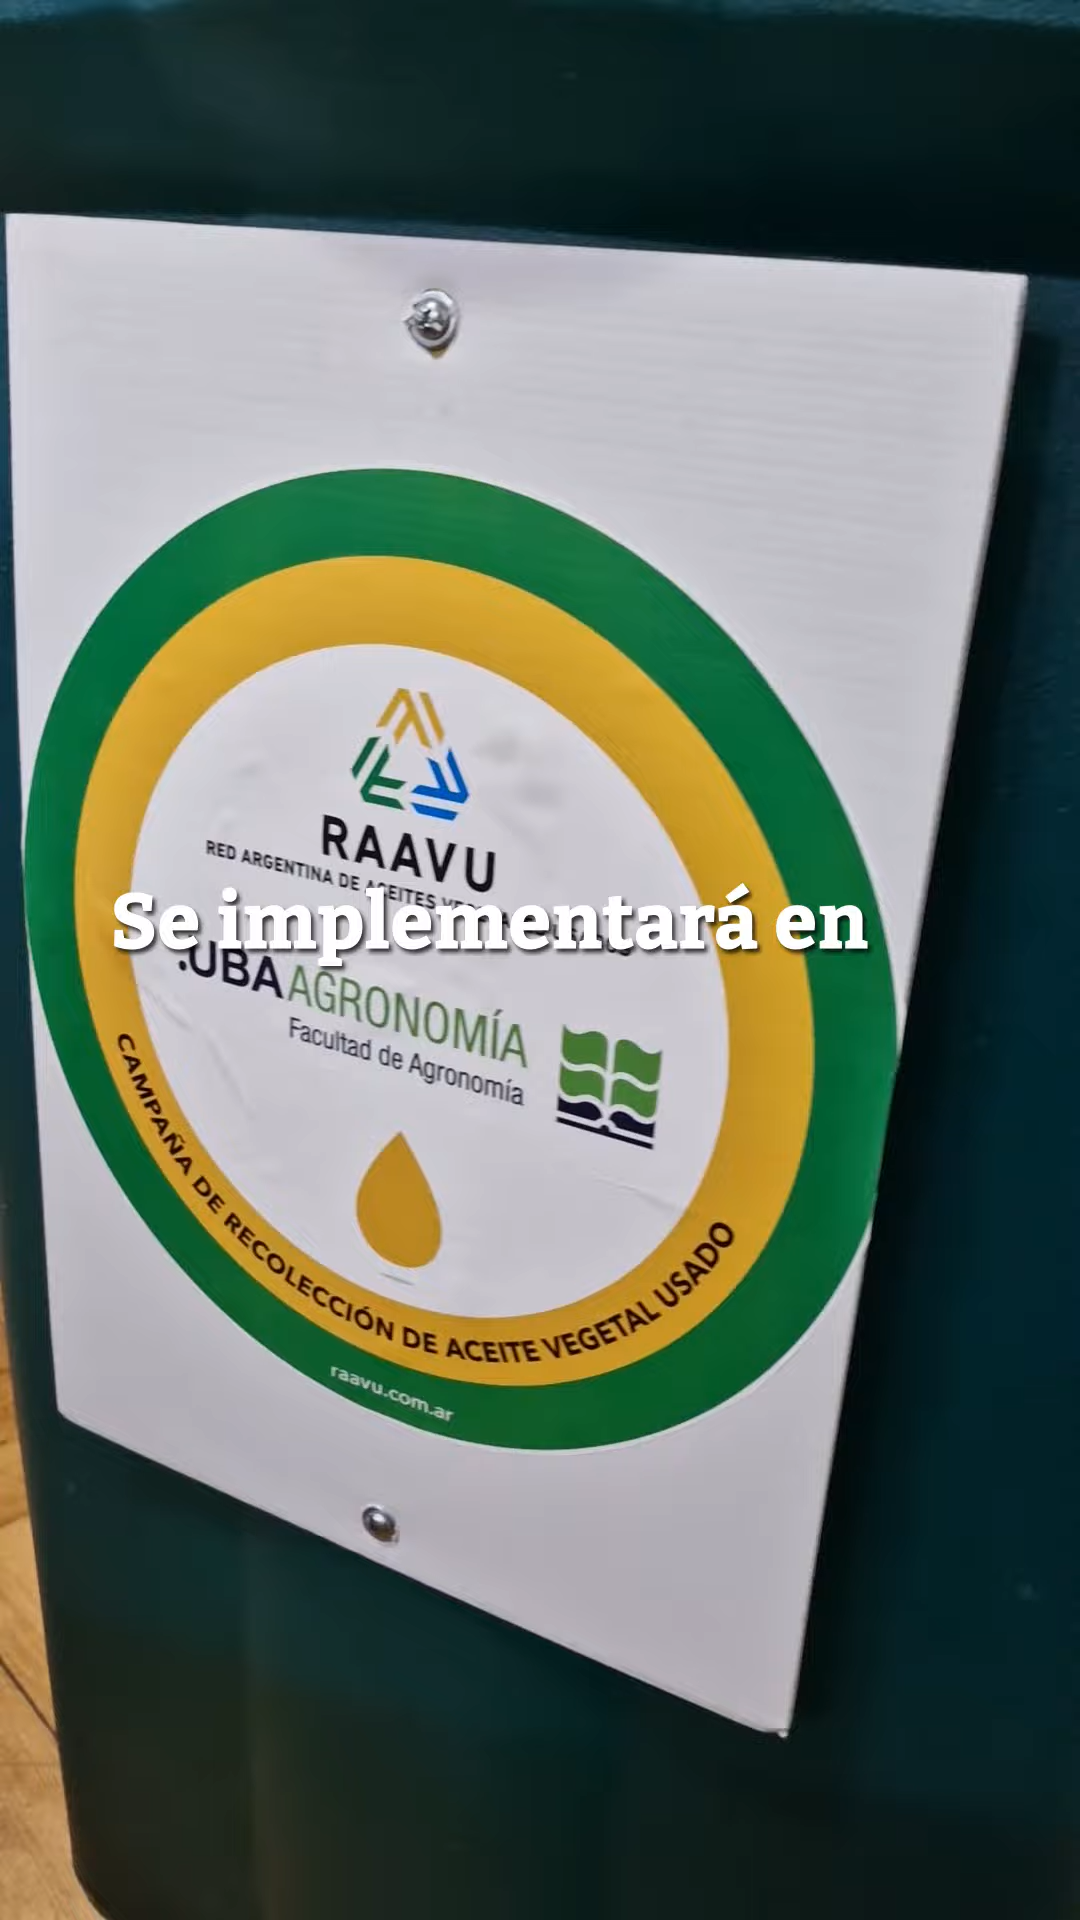 RAAVU
RED ARGENTINA DE ACEITES
Se implementará en
.UBA AGRONOMÍA
Facultad de Agronomía
CAMPAÑA DE RECOLECCIÓN DE ACEITE VEGETAL USADO
raavu.com.ar